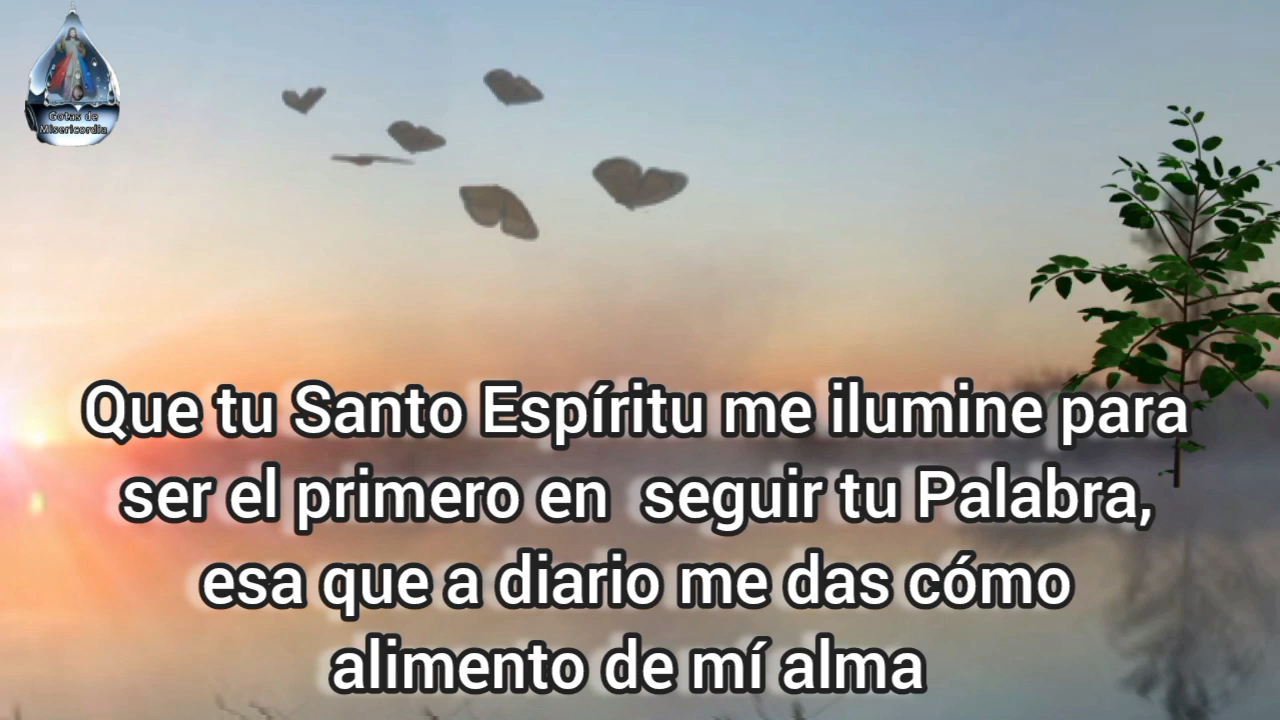 Gotas de
Misericordia
Que tu Santo Espíritu me ilumine para
ser el primero en  seguir tu Palabra,
esa que a diario me das cómo
alimento de mí alma